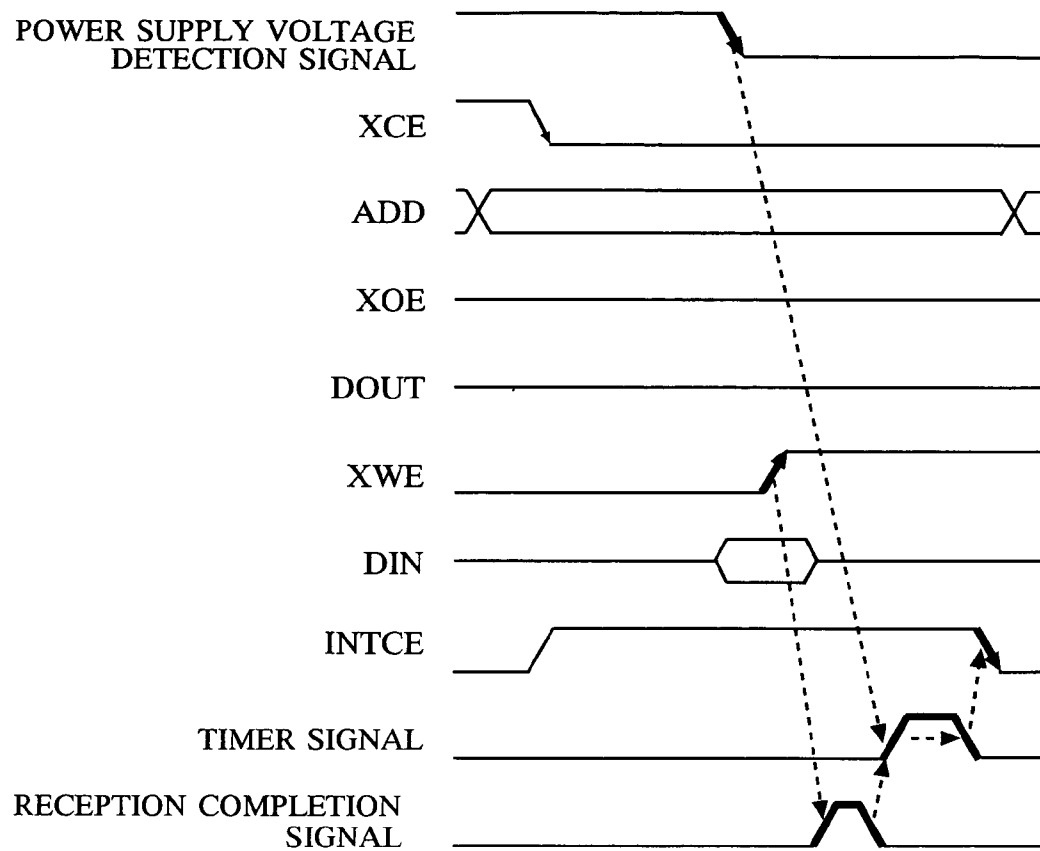 POWER SUPPLY VOLTAGE
DETECTION SIGNAL
XCE
ADD
XOE
DOUT
XWE
DIN
INTCE
TIMER SIGNAL
RECEPTION COMPLETION
SIGNAL